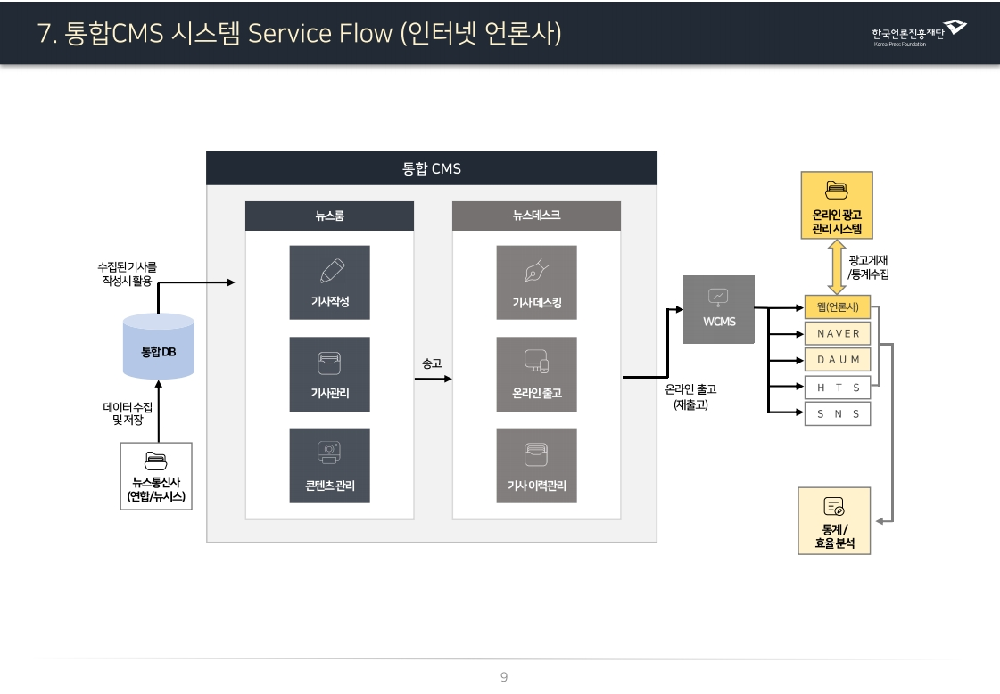 7. 통합CMS 시스템 Service Flow (인터넷 언론사)
한국언론진흥재단
Korea Press Foundation
통합 CMS
뉴스룸
뉴스데스크
수집된 기사를
작성시 활용
통합 DB
데이터 수집
및 저장
뉴스통신사
(연합/뉴시스)
기사작성
기사관리
콘텐츠 관리
송고
기사 데스킹
온라인 출고
기사 이력관리
온라인 출고
(재출고)
WCMS
온라인 광고
관리 시스템
광고게재
/통계수집
웹(언론사)
NAVER
DAUM
HTS
SNS
통계 /
효율 분석
9